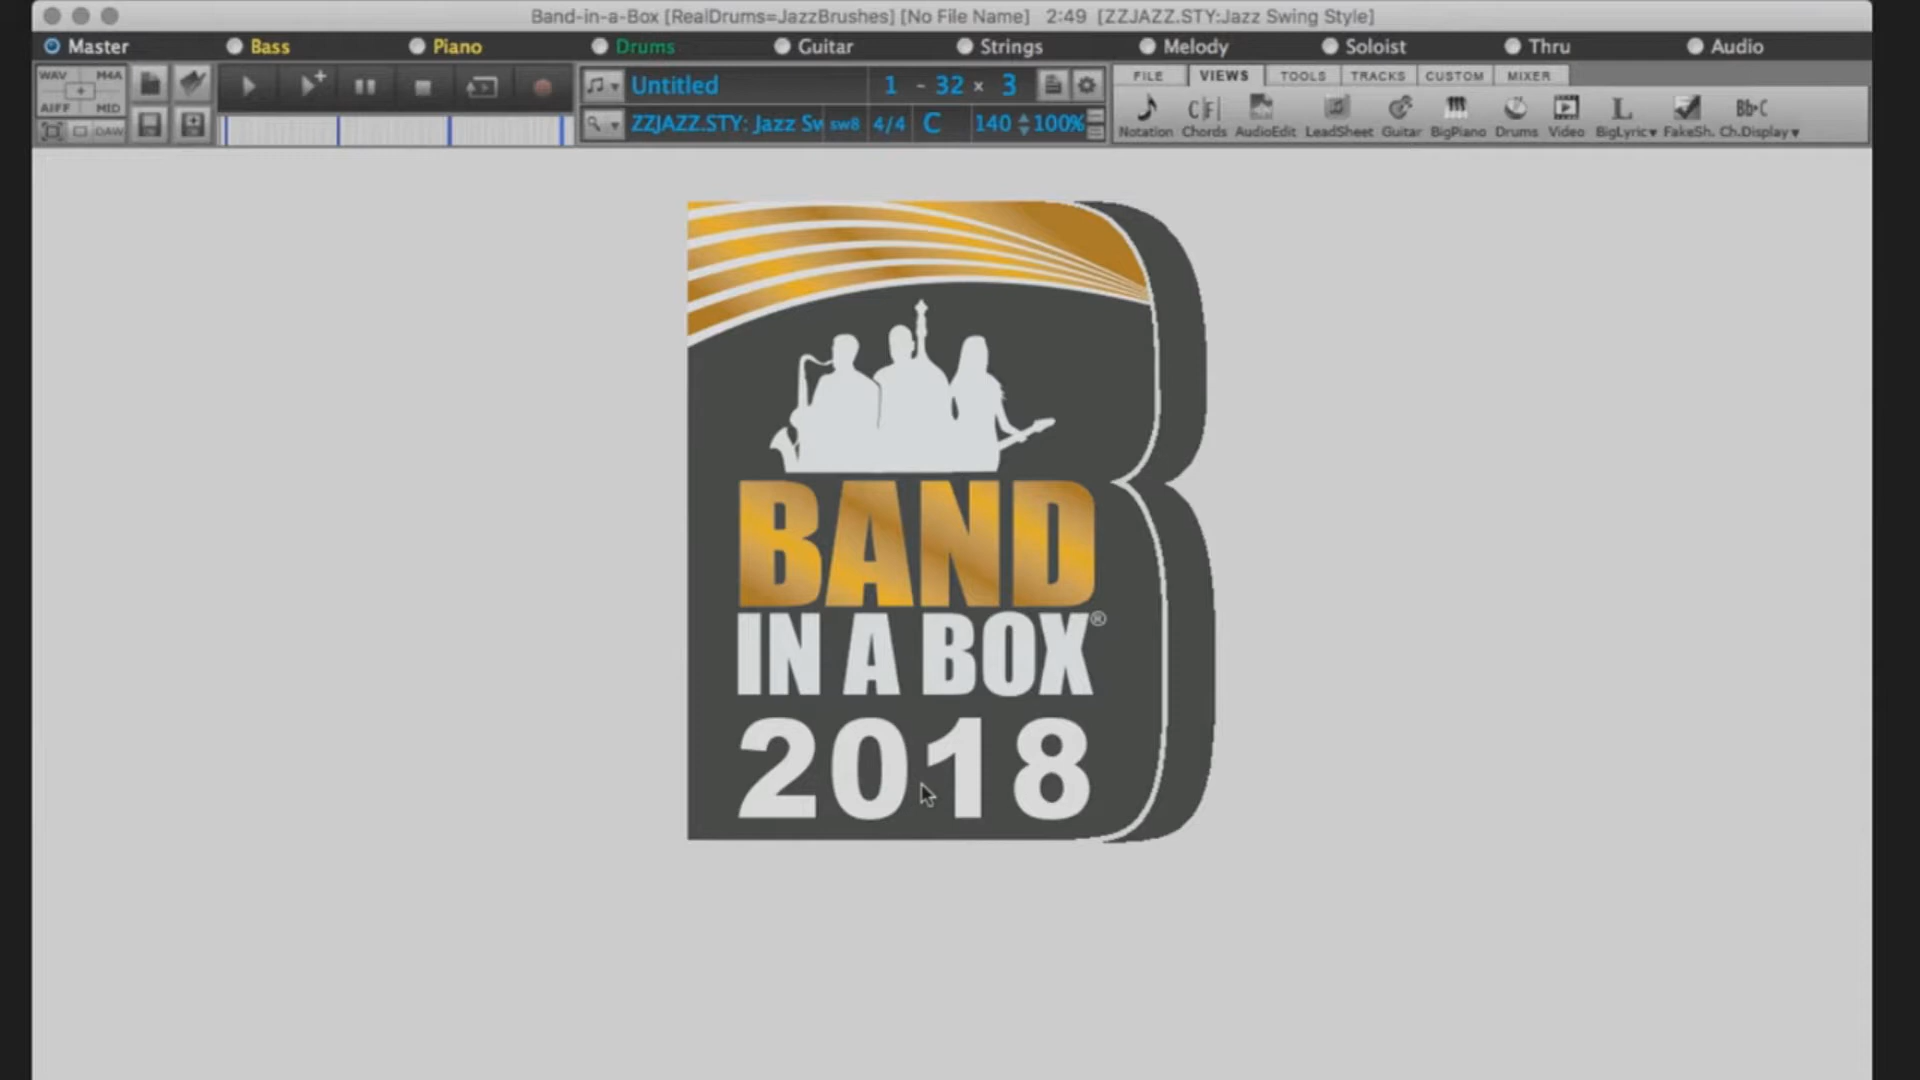 Band-in-a-Box [RealDrums=JazzBrushes] [No File Name] 2:49 [ZZJAZZ.STY:Jazz Swing Style]
Master Bass Piano Drums Guitar Strings Melody Soloist Thru Audio
WAV M4A
AIFF MID
DAW
Untitled 1 - 32 x 3
ZZJAZZ.STY: Jazz Sw sw8 4/4 C 140 100%
FILE VIEWS TOOLS TRACKS CUSTOM MIXER
C F Bb▸C
Notation Chords AudioEdit LeadSheet Guitar BigPiano Drums Video BigLyric▾ FakeSh. Ch.Display▾
BAND
IN A BOX®
2018